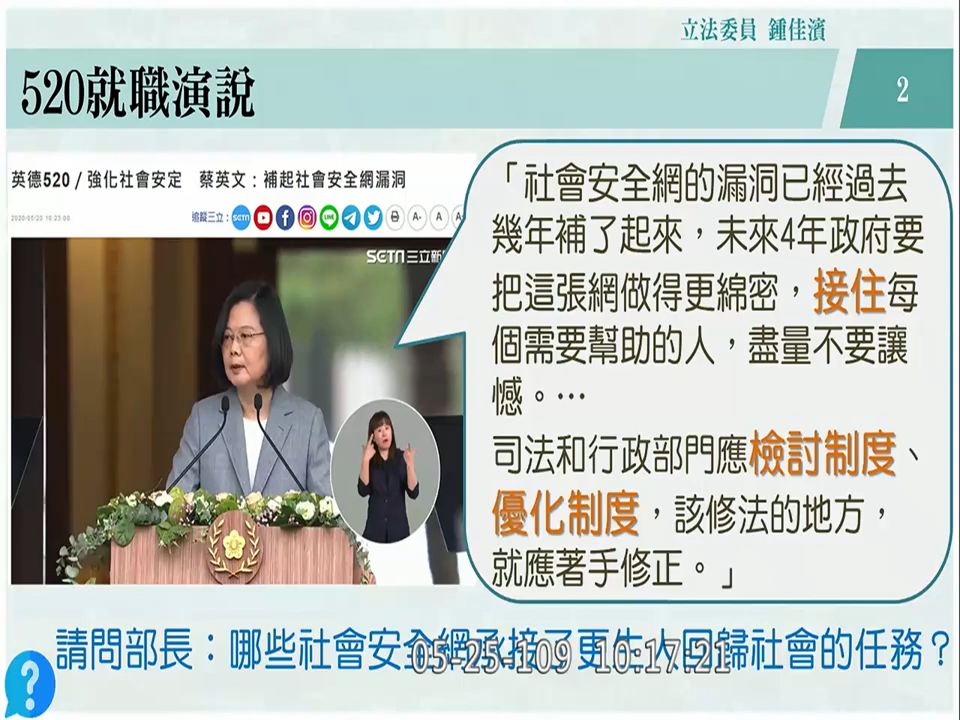 立法委員 鍾佳濱
520就職演說
2
英德520 / 強化社會安定 蔡英文：補起社會安全網漏洞
2020/05/20 10:23:00
追蹤三立：
SETN
LINE
A-
A
SETN三立新
「社會安全網的漏洞已經過去
幾年補了起來，未來4年政府要
把這張網做得更綿密，接住每
個需要幫助的人，盡量不要讓
憾。…
司法和行政部門應檢討制度、
優化制度，該修法的地方，
就應著手修正。」
請問部長：哪些社會安全網承接了更生人回歸社會的任務？
05-25-109 10:17:21